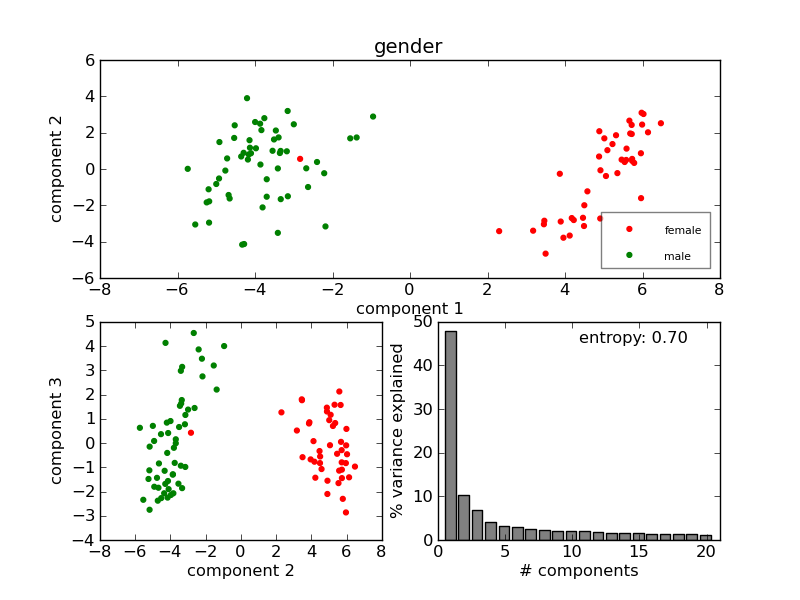 gender
component 2
6
4
2
0
−2
−4
−6
−8 −6 −4 −2 0 2 4 6 8
component 1
female
male
component 3
5
4
3
2
1
0
−1
−2
−3
−4
−8 −6 −4 −2 0 2 4 6 8
component 2
% variance explained
50
40
30
20
10
0
entropy: 0.70
0 5 10 15 20
# components